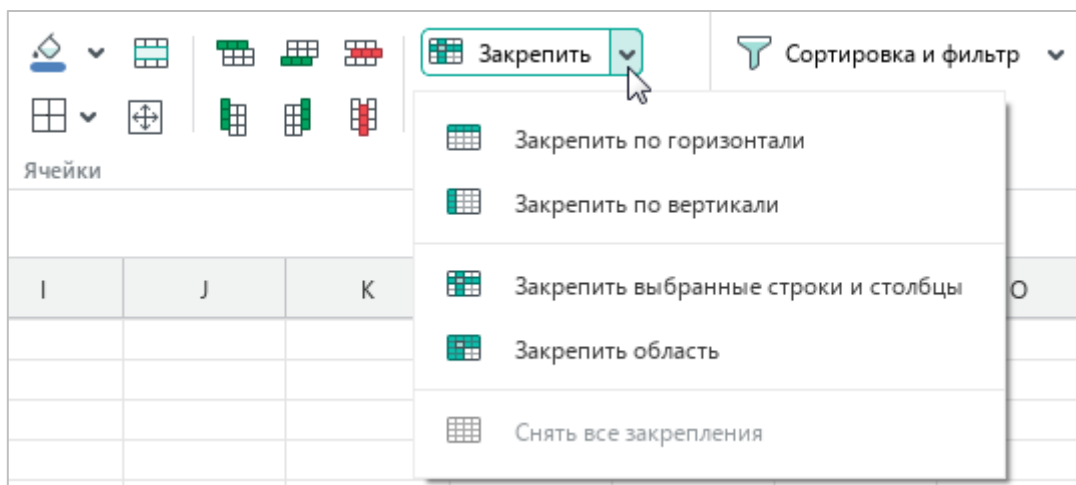 Закрепить
Сортировка и фильтр
Закрепить по горизонтали
Закрепить по вертикали
Ячейки
Закрепить выбранные строки и столбцы
I J K O
Закрепить область
Снять все закрепления